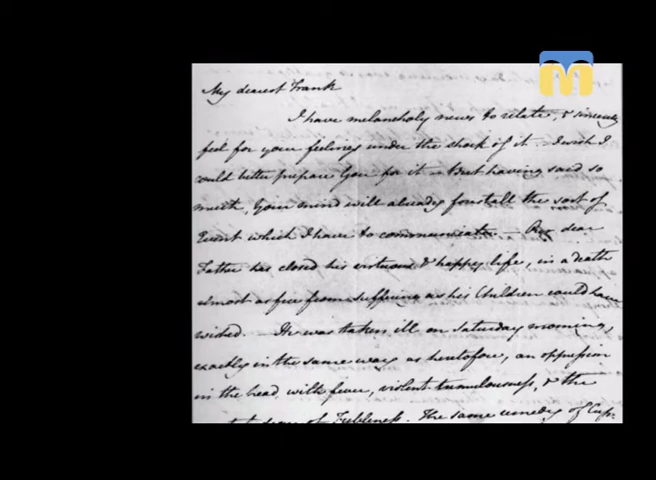 My dearest Frank
I have melancholy news to relate, & sincerely
feel for your feelings under the shock of it. – I wish I
could better prepare You for it. – But having said so
much, Your mind will already forestall the sort of
Event which I have to communicate. – Our dear
Father has closed his virtuous & happy life, in a death
almost as free from suffering as his Children could have
wished. – He was taken ill on Saturday morning,
exactly in the same way as heretofore, an oppression
in the head, with fever, violent tremulousness, & the
of Feebleness. The same remedy of Cup-